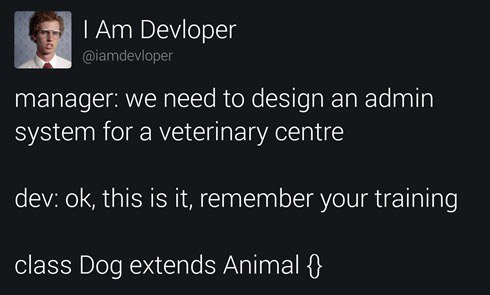 I Am Devloper
@iamdevloper
manager: we need to design an admin
system for a veterinary centre
dev: ok, this is it, remember your training
class Dog extends Animal {}